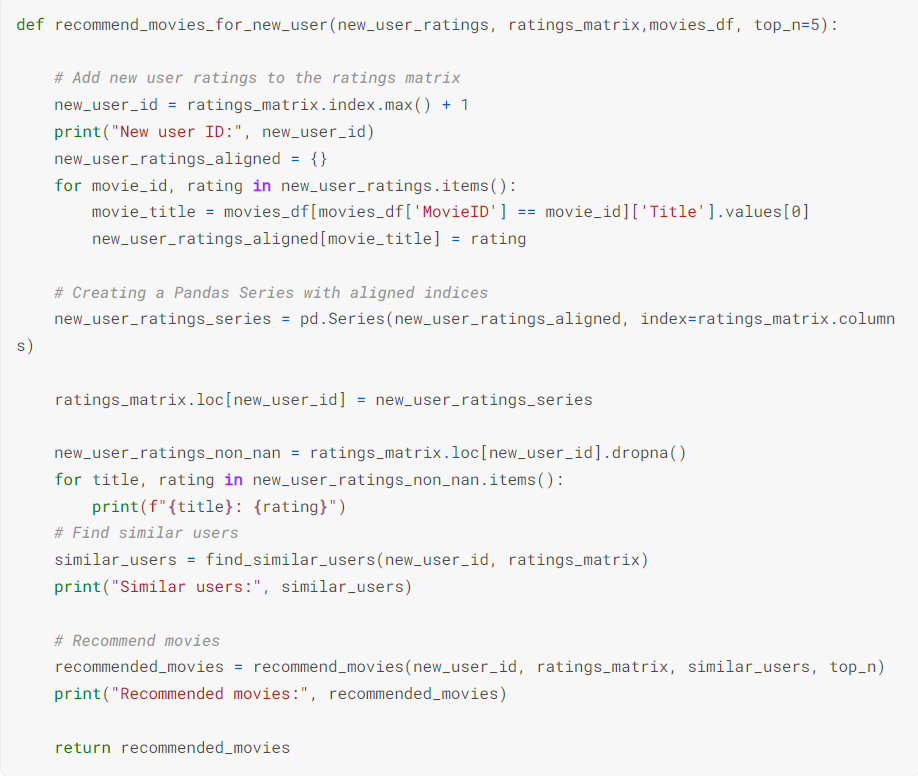 def recommend_movies_for_new_user(new_user_ratings, ratings_matrix,movies_df, top_n=5):

    # Add new user ratings to the ratings matrix
    new_user_id = ratings_matrix.index.max() + 1
    print("New user ID:", new_user_id)
    new_user_ratings_aligned = {}
    for movie_id, rating in new_user_ratings.items():
        movie_title = movies_df[movies_df['MovieID'] == movie_id]['Title'].values[0]
        new_user_ratings_aligned[movie_title] = rating

    # Creating a Pandas Series with aligned indices
    new_user_ratings_series = pd.Series(new_user_ratings_aligned, index=ratings_matrix.column
s)

    ratings_matrix.loc[new_user_id] = new_user_ratings_series

    new_user_ratings_non_nan = ratings_matrix.loc[new_user_id].dropna()
    for title, rating in new_user_ratings_non_nan.items():
        print(f"{title}: {rating}")
    # Find similar users
    similar_users = find_similar_users(new_user_id, ratings_matrix)
    print("Similar users:", similar_users)

    # Recommend movies
    recommended_movies = recommend_movies(new_user_id, ratings_matrix, similar_users, top_n)
    print("Recommended movies:", recommended_movies)

    return recommended_movies